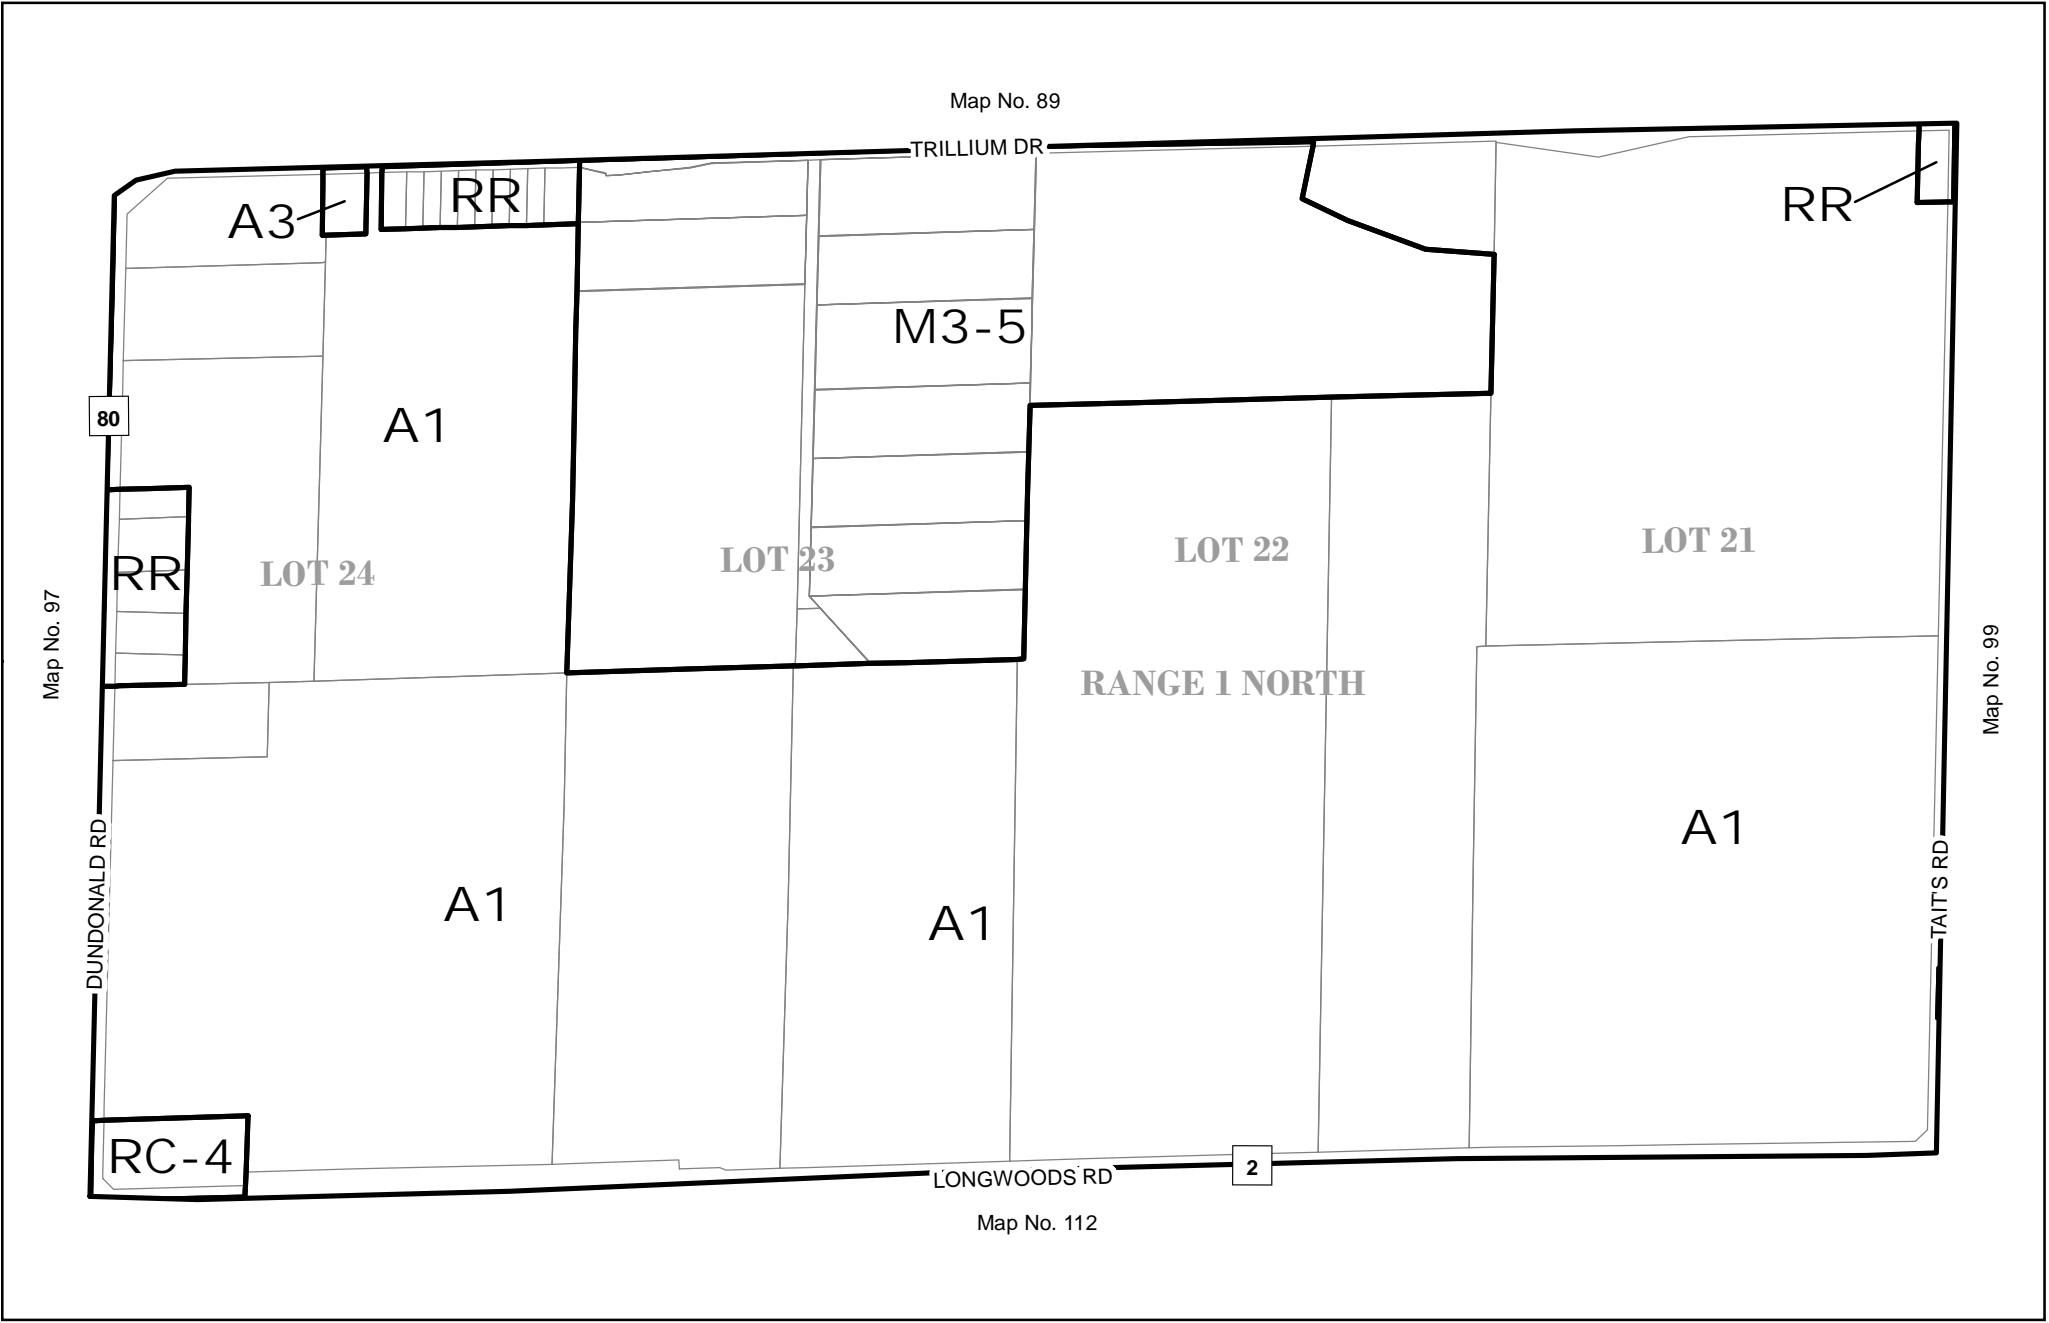 Map No. 89
TRILLIUM DR
RR
A3
RR
M3-5
80
A1
LOT 21
LOT 22
LOT 23
LOT 24
RR
Map No. 97
Map No. 99
RANGE 1 NORTH
A1
A1
A1
DUNDONALD RD
TAIT'S RD
RC-4
2
LONGWOODS RD
Map No. 112